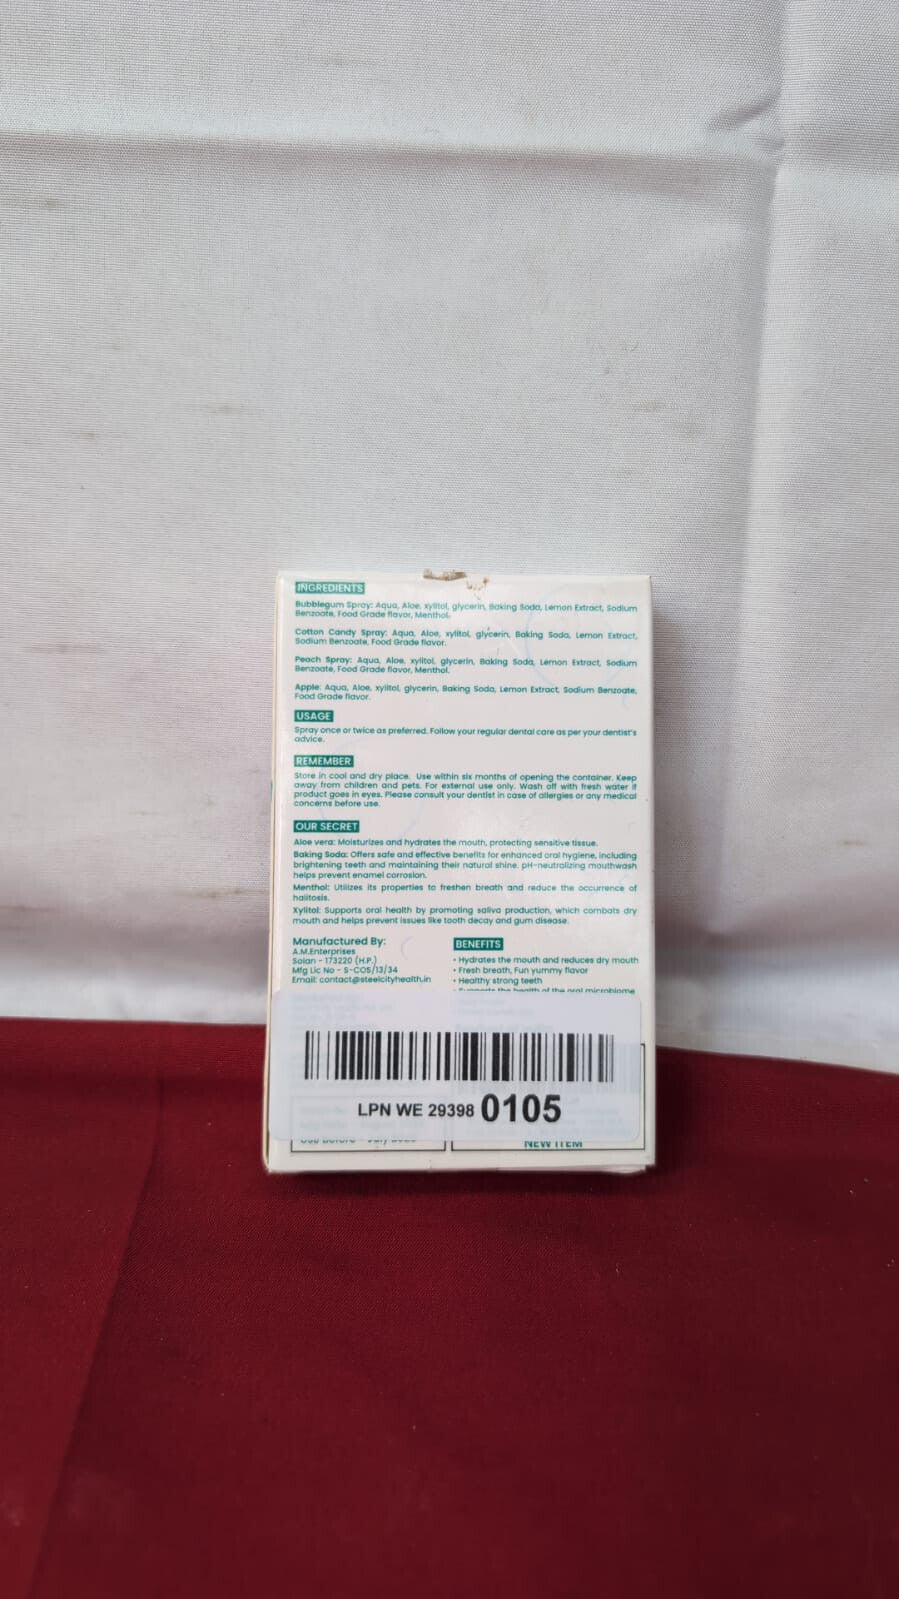 INGREDIENTS
Bubblegum Spray: Aqua, Aloe, xylitol, glycerin, Baking Soda, Lemon Extract, Sodium
Benzoate, Food Grade flavor, Menthol.
Cotton Candy Spray: Aqua, Aloe, xylitol, glycerin, Baking Soda, Lemon Extract,
Sodium Benzoate, Food Grade flavor.
Peach Spray: Aqua, Aloe, xylitol, glycerin, Baking Soda, Lemon Extract, Sodium
Benzoate, Food Grade flavor, Menthol.
Apple: Aqua, Aloe, xylitol, glycerin, Baking Soda, Lemon Extract, Sodium Benzoate,
Food Grade flavor.
USAGE
Spray once or twice as preferred. Follow your regular dental care as per your dentist's
advice.
REMEMBER
Store in cool and dry place. Use within six months of opening the container. Keep
away from children and pets. For external use only. Wash off with fresh water if
product goes in eyes. Please consult your dentist in case of allergies or any medical
concerns before use.
OUR SECRET
Aloe vera: Moisturizes and hydrates the mouth, protecting sensitive tissue.
Baking Soda: Offers safe and effective benefits for enhanced oral hygiene, including
brightening teeth and maintaining their natural shine. pH-neutralizing mouthwash
helps prevent enamel corrosion.
Menthol: Utilizes its properties to freshen breath and reduce the occurrence of
halitosis.
Xylitol: Supports oral health by promoting saliva production, which combats dry
mouth and helps prevent issues like tooth decay and gum disease.
Manufactured By:
A.M.Enterprises
Solan - 173220 (H.P.)
Mfg Lic No - S-COS/13/34
Email: contact@steelcityhealth.in
BENEFITS
• Hydrates the mouth and reduces dry mouth
• Fresh breath, Fun yummy flavor
• Healthy strong teeth
• Supports the health of the oral microbiome
LPN WE 29398 0105
Use Before - July
NEW ITEM